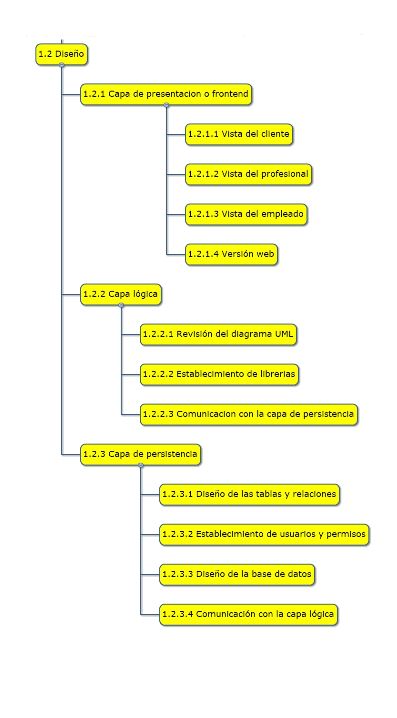 1.2 Diseño
1.2.1 Capa de presentacion o frontend
1.2.1.1 Vista del cliente
1.2.1.2 Vista del profesional
1.2.1.3 Vista del empleado
1.2.1.4 Versión web
1.2.2 Capa lógica
1.2.2.1 Revisión del diagrama UML
1.2.2.2 Establecimiento de librerias
1.2.2.3 Comunicacion con la capa de persistencia
1.2.3 Capa de persistencia
1.2.3.1 Diseño de las tablas y relaciones
1.2.3.2 Establecimiento de usuarios y permisos
1.2.3.3 Diseño de la base de datos
1.2.3.4 Comunicación con la capa lógica